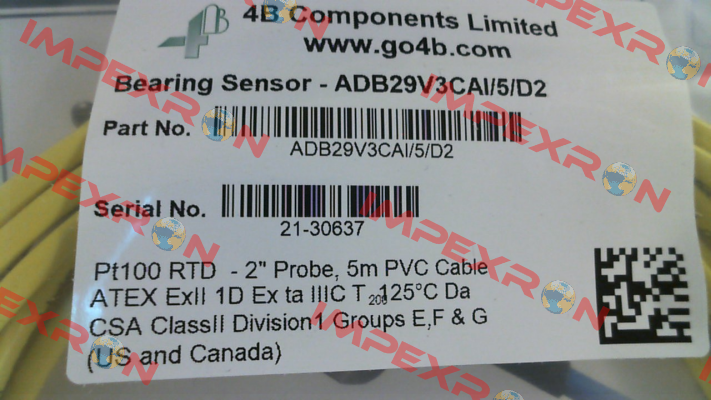 4B Components Limited
www.go4b.com
Bearing Sensor - ADB29V3CAI/5/D2
Part No.
ADB29V3CAI/5/D2
Serial No.
21-30637
Pt100 RTD - 2" Probe, 5m PVC Cable
ATEX ExII 1D Ex ta IIIC T200125°C Da
CSA ClassII Division1 Groups E,F & G
(US and Canada)
IMPEXRON
IMPEXRON
IMPEXRON
IMPEXRON
IMPEXRON